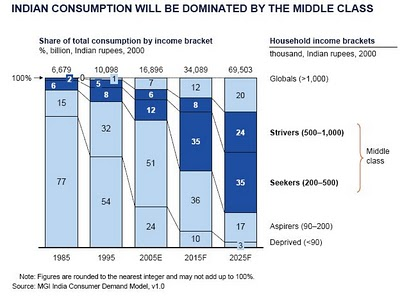 INDIAN CONSUMPTION WILL BE DOMINATED BY THE MIDDLE CLASS
Share of total consumption by income bracket
%, billion, Indian rupees, 2000
Household income brackets
thousand, Indian rupees, 2000
6,679 10,098 16,896 34,089 69,503
100% 2 0 5 1 7 12 20 Globals (>1,000)
6 8 6 8 24 Strivers (500–1,000)
15 32 12 35 35 Seekers (200–500)
Middle
class
77 54 51 36 17 Aspirers (90–200)
24 10 3 Deprived (<90)
1985 1995 2005E 2015F 2025F
Note: Figures are rounded to the nearest integer and may not add up to 100%.
Source: MGI India Consumer Demand Model, v1.0